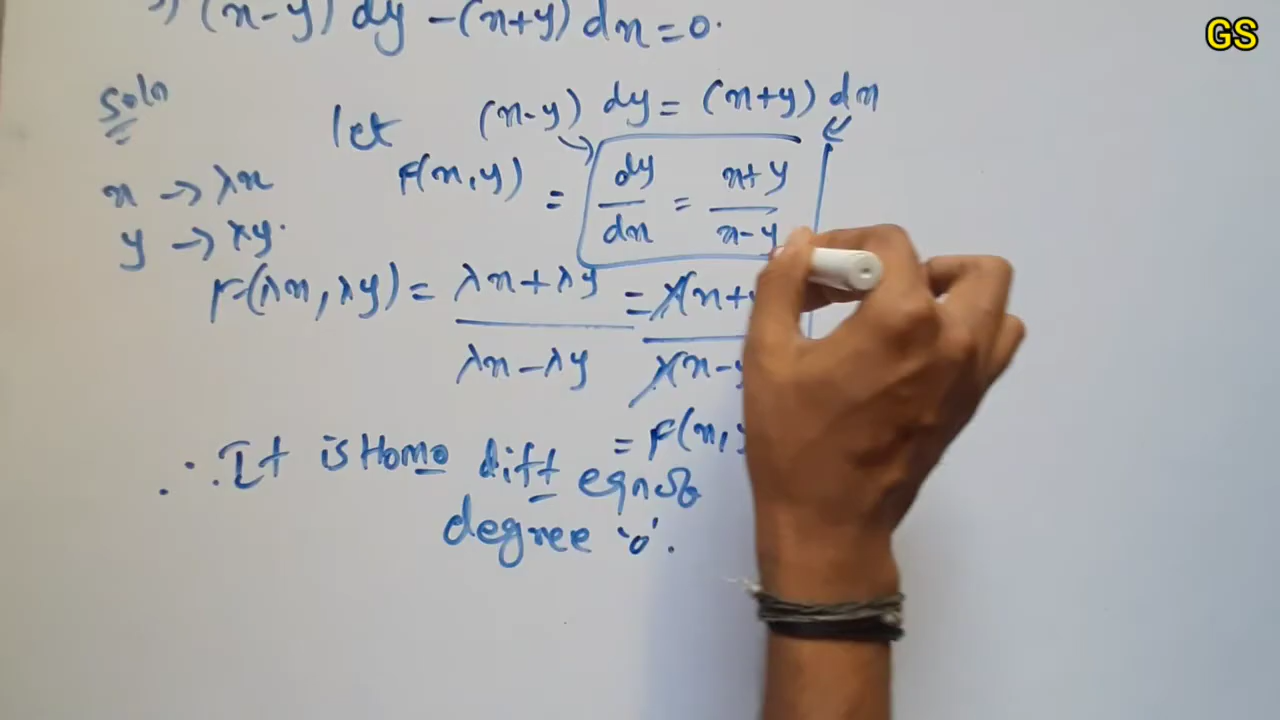 (x-y) dy -(x+y) dx = 0.
GS
Soln
let (x-y) dy = (x+y) dx
x → λx
F(x,y) = dy/dx = x+y/x-y
y → λy.
F(λx, λy) = λx+λy/λx-λy = λ(x+/λ(x-y
= F(x,y
∴ It is Homo diff eqn of
degree 'o'.